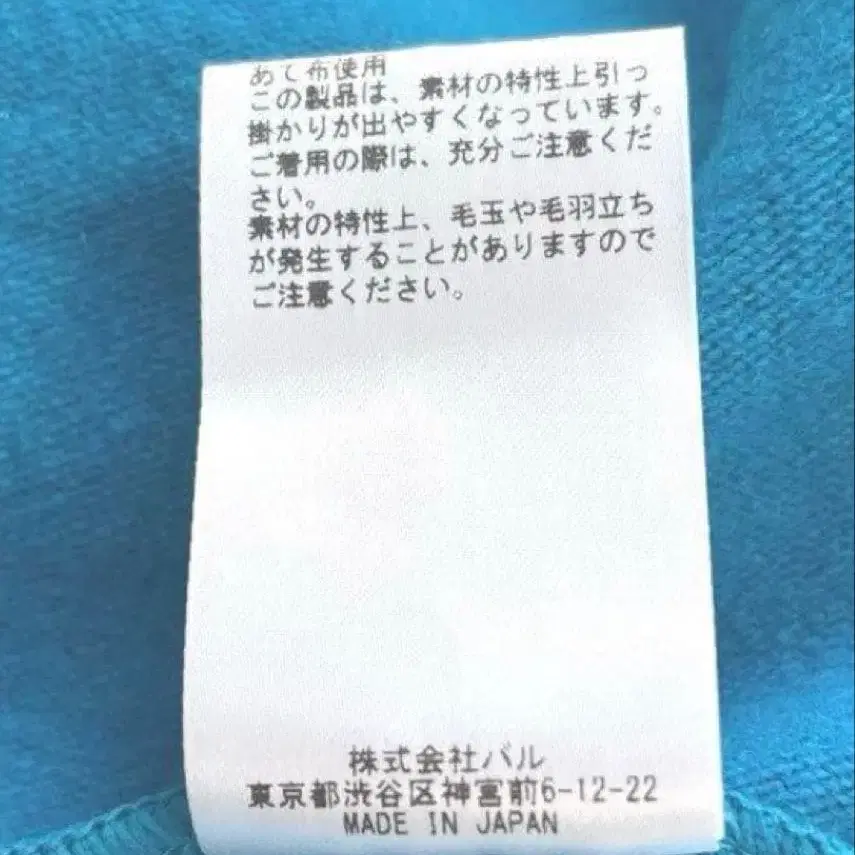 あて布使用
この製品は、素材の特性上引っ
掛かりが出やすくなっています。
ご着用の際は、充分ご注意くだ
さい。
素材の特性上、毛玉や毛羽立ち
が発生することがありますので
ご注意ください。
株式会社バル
東京都渋谷区神宮前6-12-22
MADE IN JAPAN